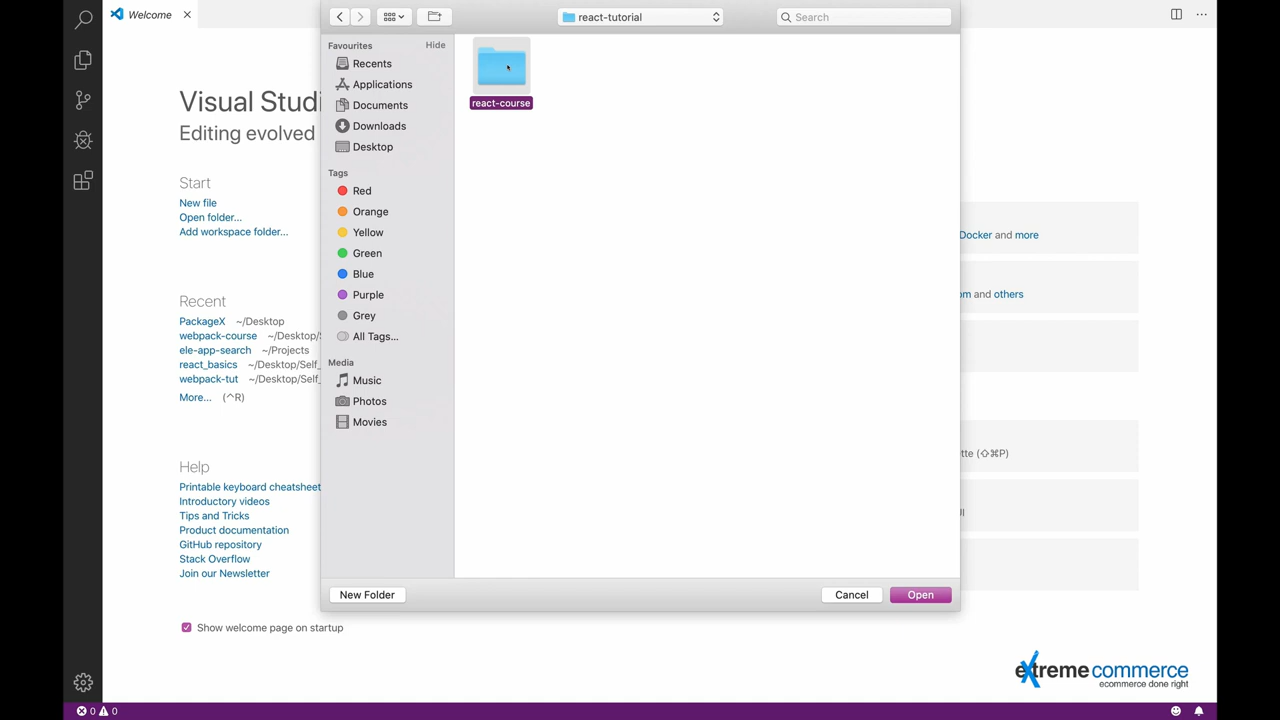 Welcome
Visual Studi
Editing evolved
Start
New file
Open folder...
Add workspace folder...
Recent
PackageX ~/Desktop
webpack-course ~/Desktop/S
ele-app-search ~/Projects
react_basics ~/Desktop/Self_
webpack-tut ~/Desktop/Self_
More... (^R)
Help
Printable keyboard cheatsheet
Introductory videos
Tips and Tricks
Product documentation
GitHub repository
Stack Overflow
Join our Newsletter
Show welcome page on startup
react-tutorial
Search
Favourites Hide
Recents
Applications
Documents
Downloads
Desktop
Tags
Red
Orange
Yellow
Green
Blue
Purple
Grey
All Tags...
Media
Music
Photos
Movies
react-course
New Folder
Cancel
Open
Docker and more
om and others
tte (⇧⌘P)
extreme commerce
ecommerce done right
0 0